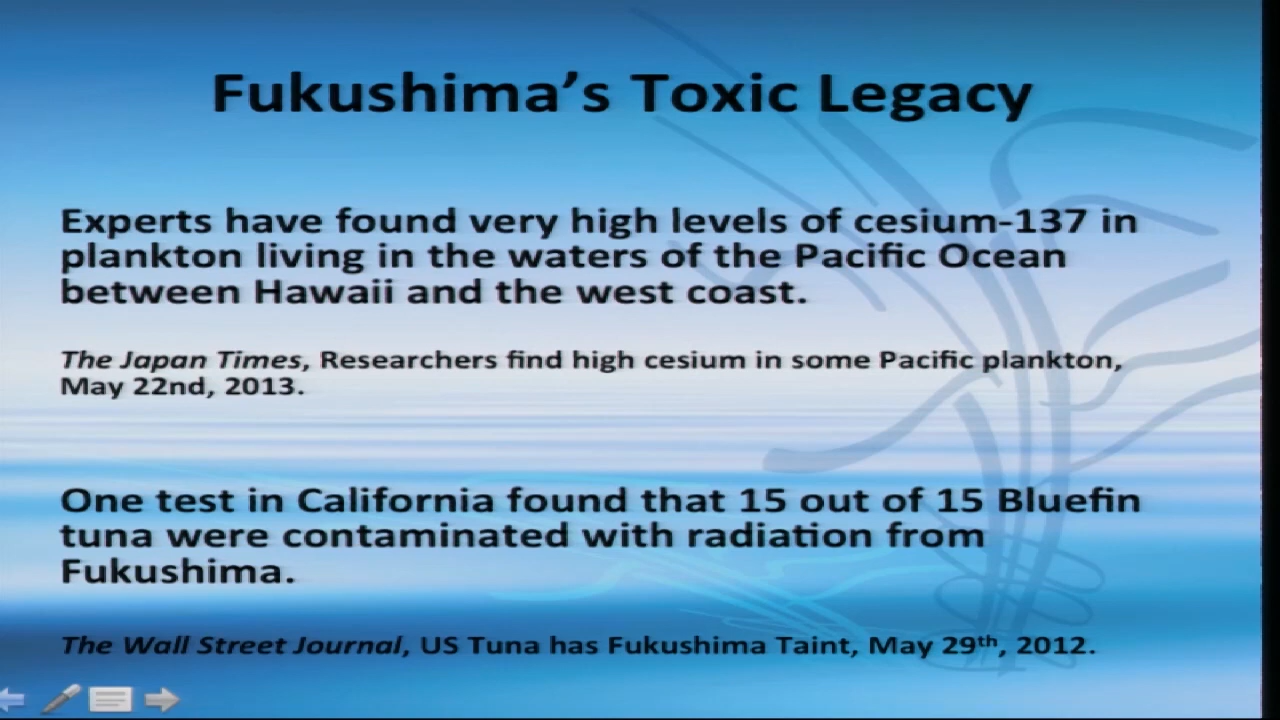 Fukushima’s Toxic Legacy
Experts have found very high levels of cesium-137 in
plankton living in the waters of the Pacific Ocean
between Hawaii and the west coast.
The Japan Times, Researchers find high cesium in some Pacific plankton,
May 22nd, 2013.
One test in California found that 15 out of 15 Bluefin
tuna were contaminated with radiation from
Fukushima.
The Wall Street Journal, US Tuna has Fukushima Taint, May 29th, 2012.